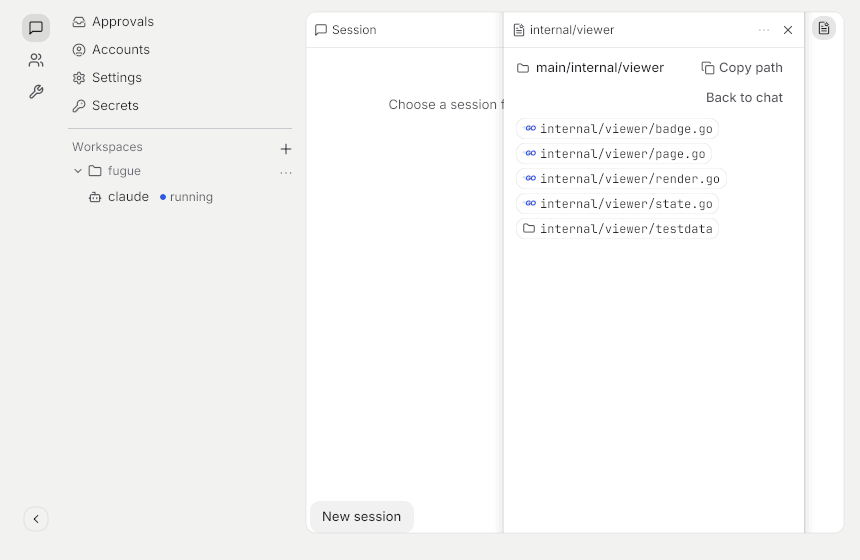 Approvals
Accounts
Settings
Secrets
Workspaces
fugue
claude running
Session
Choose a session f
New session
internal/viewer
main/internal/viewer
Copy path
Back to chat
internal/viewer/badge.go
internal/viewer/page.go
internal/viewer/render.go
internal/viewer/state.go
internal/viewer/testdata